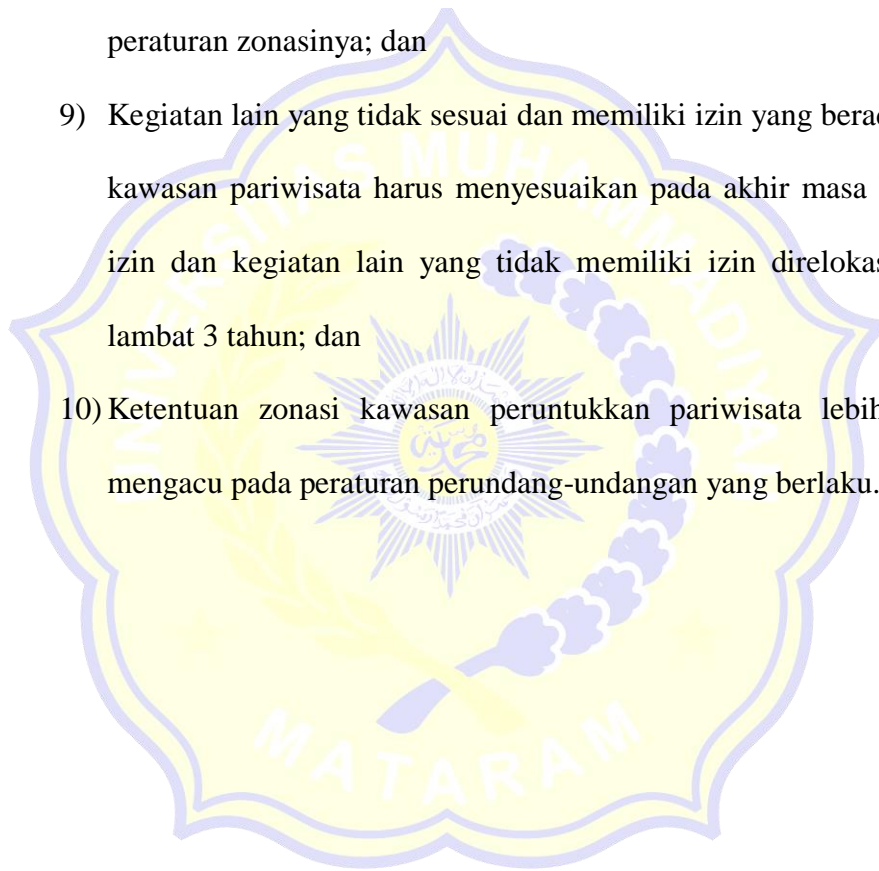 peraturan zonasinya; dan
9) Kegiatan lain yang tidak sesuai dan memiliki izin yang
kawasan pariwisata harus menyesuaikan pada akhir masa
izin dan kegiatan lain yang tidak memiliki izin
lambat 3 tahun; dan
10) Ketentuan zonasi kawasan peruntukkan pariwisata lebih
mengacu pada peraturan perundang-undangan yang berlaku.
UNIVERSITAS MUHAMMADIYAH
MATARAM